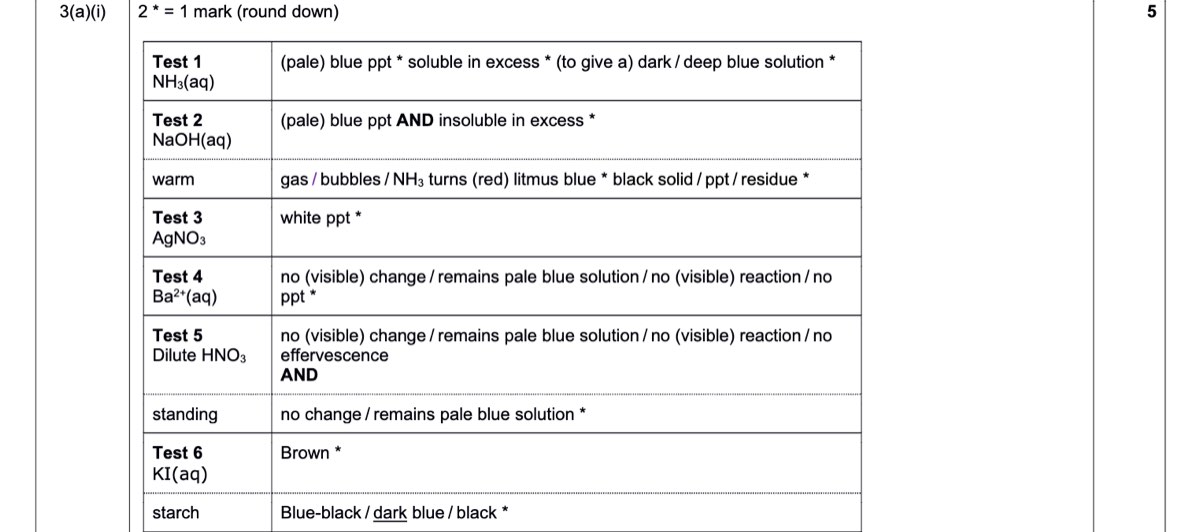 3(a)(i) 2 * = 1 mark (round down) 5
Test 1 (pale) blue ppt * soluble in excess * (to give a) dark / deep blue solution *
NH₃(aq)
Test 2 (pale) blue ppt AND insoluble in excess *
NaOH(aq)
warm gas / bubbles / NH₃ turns (red) litmus blue * black solid / ppt / residue *
Test 3 white ppt *
AgNO₃
Test 4 no (visible) change / remains pale blue solution / no (visible) reaction / no
Ba²⁺(aq) ppt *
Test 5 no (visible) change / remains pale blue solution / no (visible) reaction / no
Dilute HNO₃ effervescence
AND
standing no change / remains pale blue solution *
Test 6 Brown *
KI(aq)
starch Blue-black / dark blue / black *